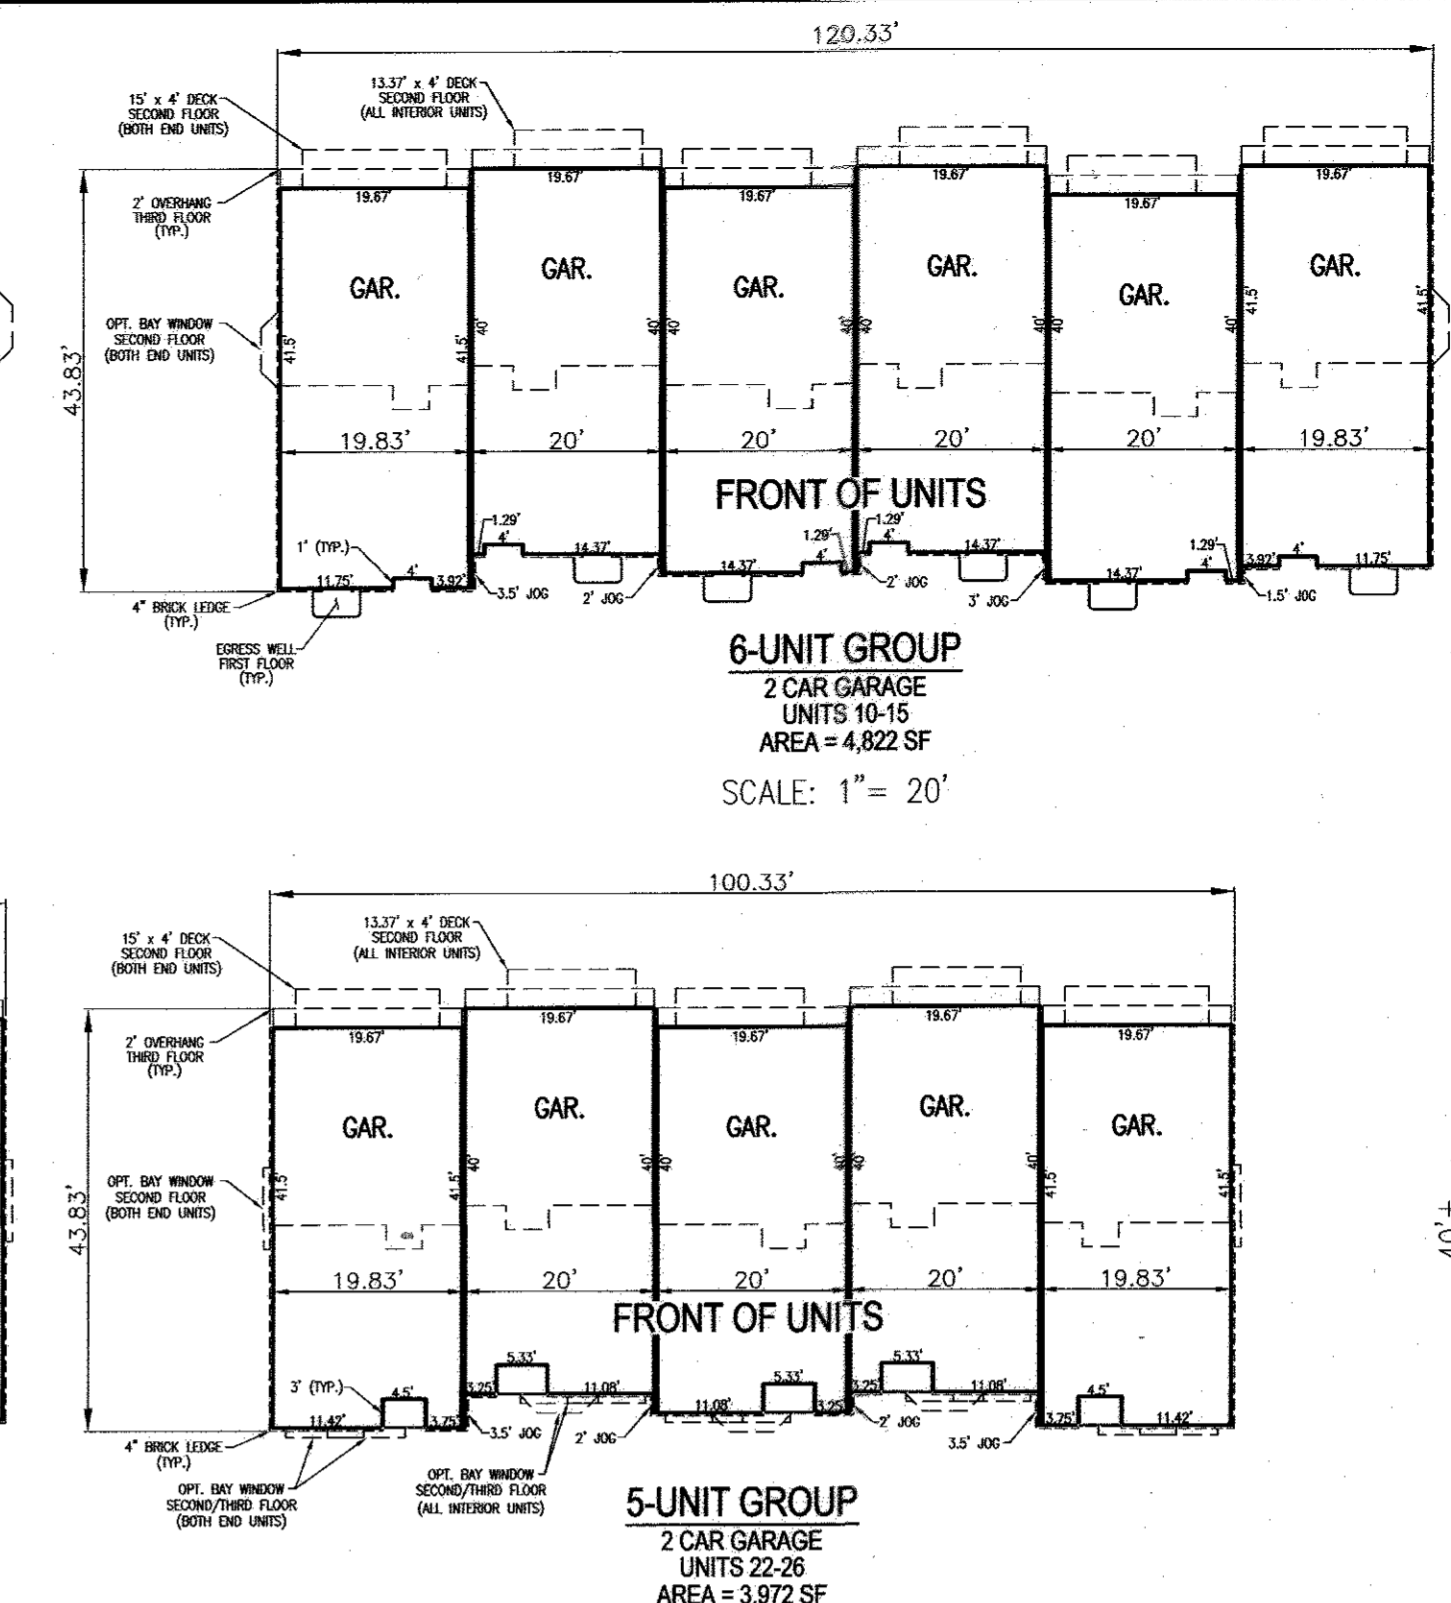 120.33'
15' x 4' DECK
SECOND FLOOR
(BOTH END UNITS)
13.37' x 4' DECK
SECOND FLOOR
(ALL INTERIOR UNITS)
2' OVERHANG
THIRD FLOOR
(TYP.)
OPT. BAY WINDOW
SECOND FLOOR
(BOTH END UNITS)
43.83'
19.67' 19.67' 19.67' 19.67' 19.67' 19.67'
GAR. GAR. GAR. GAR. GAR. GAR.
41.5' 41.5' 40' 40' 40' 40' 40' 40' 40' 40' 41.5' 41.5'
19.83' 20' 20' 20' 20' 19.83'
FRONT OF UNITS
1' (TYP.)
11.75' 4' 3.92'
1.29' 4' 14.37'
14.37' 4' 1.29'
1.29' 4' 14.37'
14.37' 4' 1.29'
3.92' 4' 11.75'
3.5' JOG
2' JOG
2' JOG
3' JOG
1.5' JOG
4" BRICK LEDGE
(TYP.)
EGRESS WELL
FIRST FLOOR
(TYP.)
6-UNIT GROUP
2 CAR GARAGE
UNITS 10-15
AREA = 4,822 SF
SCALE: 1"= 20'
100.33'
15' x 4' DECK
SECOND FLOOR
(BOTH END UNITS)
13.37' x 4' DECK
SECOND FLOOR
(ALL INTERIOR UNITS)
2' OVERHANG
THIRD FLOOR
(TYP.)
OPT. BAY WINDOW
SECOND FLOOR
(BOTH END UNITS)
43.83'
19.67' 19.67' 19.67' 19.67' 19.67'
GAR. GAR. GAR. GAR. GAR.
41.5' 41.5' 40' 40' 40' 40' 40' 40' 41.5' 41.5'
19.83' 20' 20' 20' 19.83'
FRONT OF UNITS
3' (TYP.)
11.42' 4.5' 3.75'
3.25' 5.33' 11.08'
11.08' 5.33' 3.25'
3.25' 5.33' 11.08'
3.75' 4.5' 11.42'
3.5' JOG
2' JOG
2' JOG
3.5' JOG
4" BRICK LEDGE
(TYP.)
OPT. BAY WINDOW
SECOND/THIRD FLOOR
(BOTH END UNITS)
OPT. BAY WINDOW
SECOND/THIRD FLOOR
(ALL INTERIOR UNITS)
5-UNIT GROUP
2 CAR GARAGE
UNITS 22-26
AREA = 3,972 SF